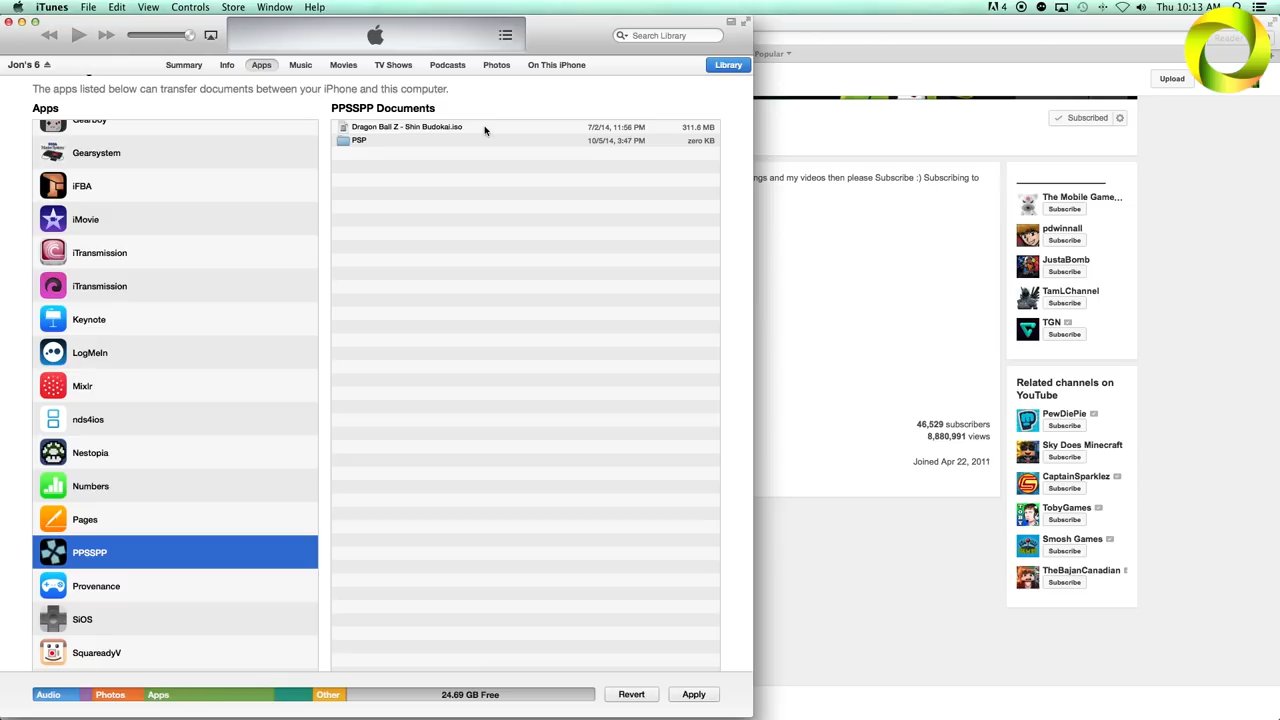 iTunes File Edit View Controls Store Window Help
4 Thu 10:13 AM
Search Library
Reader
Popular
Jon's 6 Summary Info Apps Music Movies TV Shows Podcasts Photos On This iPhone Library
Upload
The apps listed below can transfer documents between your iPhone and this computer.
Apps
PPSSPP Documents
GearBoy
Gearsystem
iFBA
iMovie
iTransmission
iTransmission
Keynote
LogMeIn
Mixlr
nds4ios
Nestopia
Numbers
Pages
PPSSPP
Provenance
SiOS
SquareadyV
Dragon Ball Z - Shin Budokai.iso 7/2/14, 11:56 PM 311.6 MB
PSP 10/5/14, 3:47 PM zero KB
Audio Photos Apps Other 24.69 GB Free Revert Apply
Subscribed
ngs and my videos then please Subscribe :) Subscribing to
46,529 subscribers
8,880,991 views
Joined Apr 22, 2011
The Mobile Game...
Subscribe
pdwinnall
Subscribe
JustaBomb
Subscribe
TamLChannel
Subscribe
TGN
Subscribe
Related channels on
YouTube
PewDiePie
Subscribe
Sky Does Minecraft
Subscribe
CaptainSparklez
Subscribe
TobyGames
Subscribe
Smosh Games
Subscribe
TheBajanCanadian
Subscribe